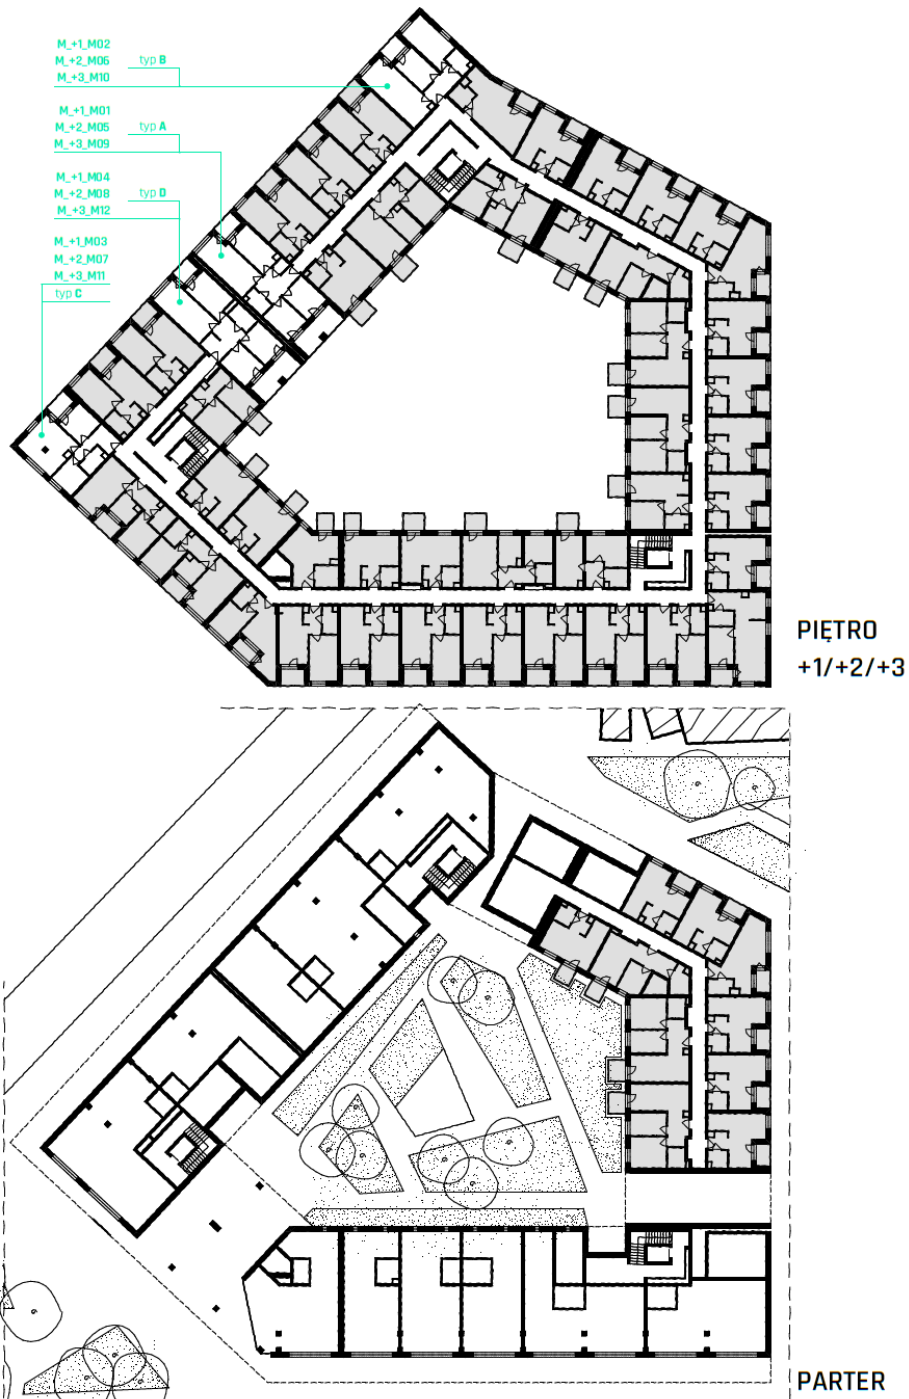 M_+1_M02
M_+2_M06
M_+3_M10
typ B
M_+1_M01
M_+2_M05
M_+3_M09
typ A
M_+1_M04
M_+2_M08
M_+3_M12
typ D
M_+1_M03
M_+2_M07
M_+3_M11
typ C
PIĘTRO
+1/+2/+3
PARTER